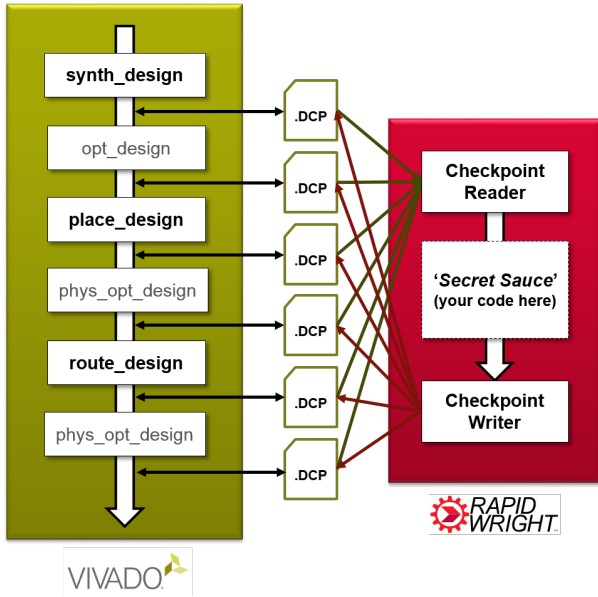 synth_design
opt_design
place_design
phys_opt_design
route_design
phys_opt_design
.DCP
.DCP
.DCP
.DCP
.DCP
.DCP
Checkpoint
Reader
‘Secret Sauce’
(your code here)
Checkpoint
Writer
VIVADO
RAPID
WRIGHT